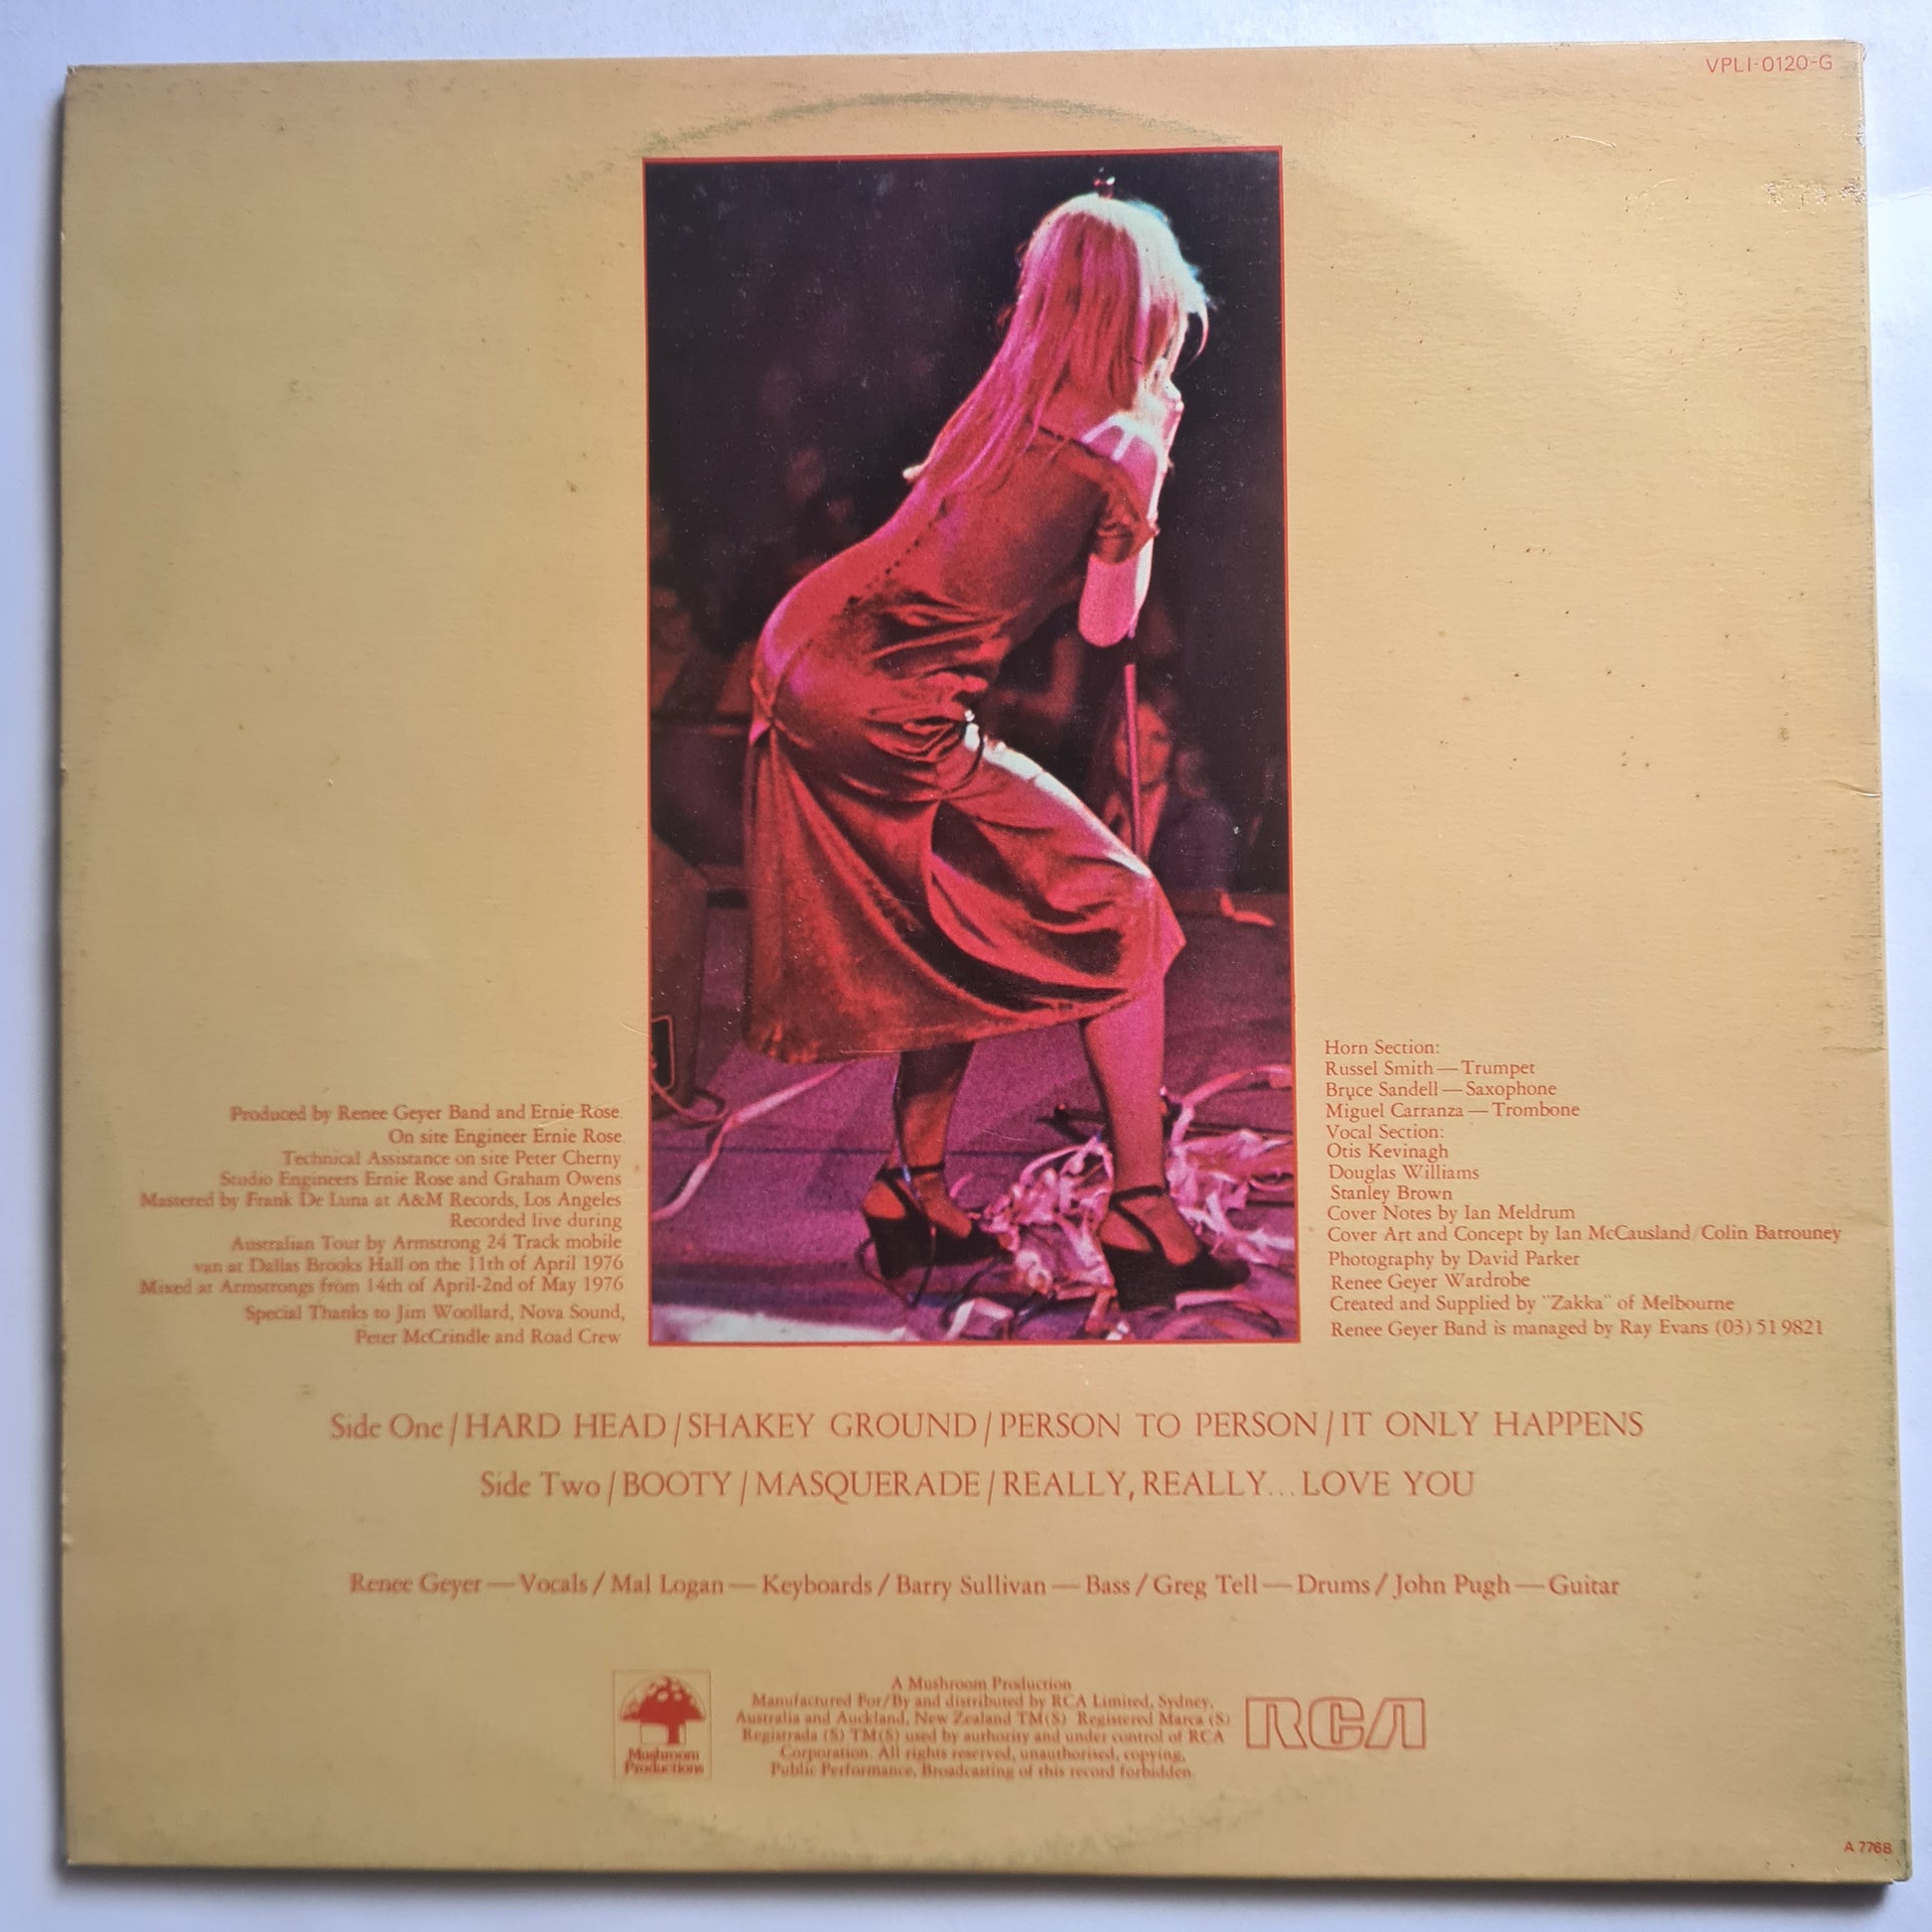 VPL1-0120-G
Produced by Renee Geyer Band and Ernie Rose.
On site Engineer Ernie Rose
Technical Assistance on site Peter Cherny
Studio Engineers Ernie Rose and Graham Owens
Mastered by Frank De Luna at A&M Records, Los Angeles
Recorded live during
Australian Tour by Armstrong 24 Track mobile
van at Dallas Brooks Hall on the 11th of April 1976
Mixed at Armstrongs from 14th of April-2nd of May 1976
Special Thanks to Jim Woollard, Nova Sound,
Peter McCrindle and Road Crew
Horn Section:
Russel Smith — Trumpet
Bryce Sandell — Saxophone
Miguel Carranza — Trombone
Vocal Section:
Otis Kevinagh
Douglas Williams
Stanley Brown
Cover Notes by Ian Meldrum
Cover Art and Concept by Ian McCausland/Colin Batrouney
Photography by David Parker
Renee Geyer Wardrobe
Created and Supplied by "Zakka" of Melbourne
Renee Geyer Band is managed by Ray Evans (03) 51 9821
Side One / HARD HEAD / SHAKEY GROUND / PERSON TO PERSON / IT ONLY HAPPENS
Side Two / BOOTY / MASQUERADE / REALLY, REALLY... LOVE YOU
Renee Geyer — Vocals / Mal Logan — Keyboards / Barry Sullivan — Bass / Greg Tell — Drums / John Pugh — Guitar
Mushroom
Productions
A Mushroom Production
Manufactured For/By and distributed by RCA Limited, Sydney,
Australia and Auckland, New Zealand TM(S) Registered Marca (S)
Registrada (S) TM(S) used by authority and under control of RCA
Corporation. All rights reserved, unauthorised, copying,
Public Performance, Broadcasting of this record forbidden.
RCA
A 7768